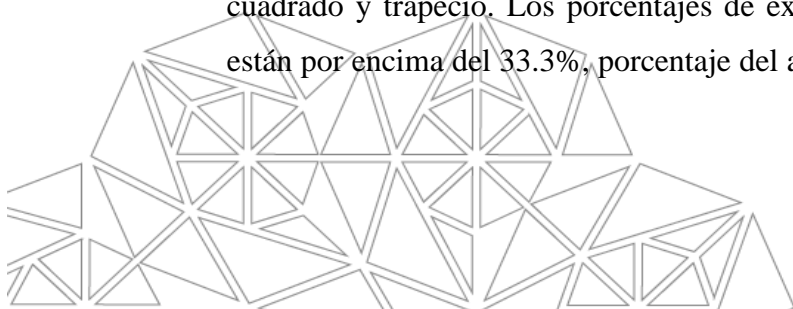 cuadrado y trapecio. Los porcentajes de ex
están por encima del 33.3%, porcentaje del a